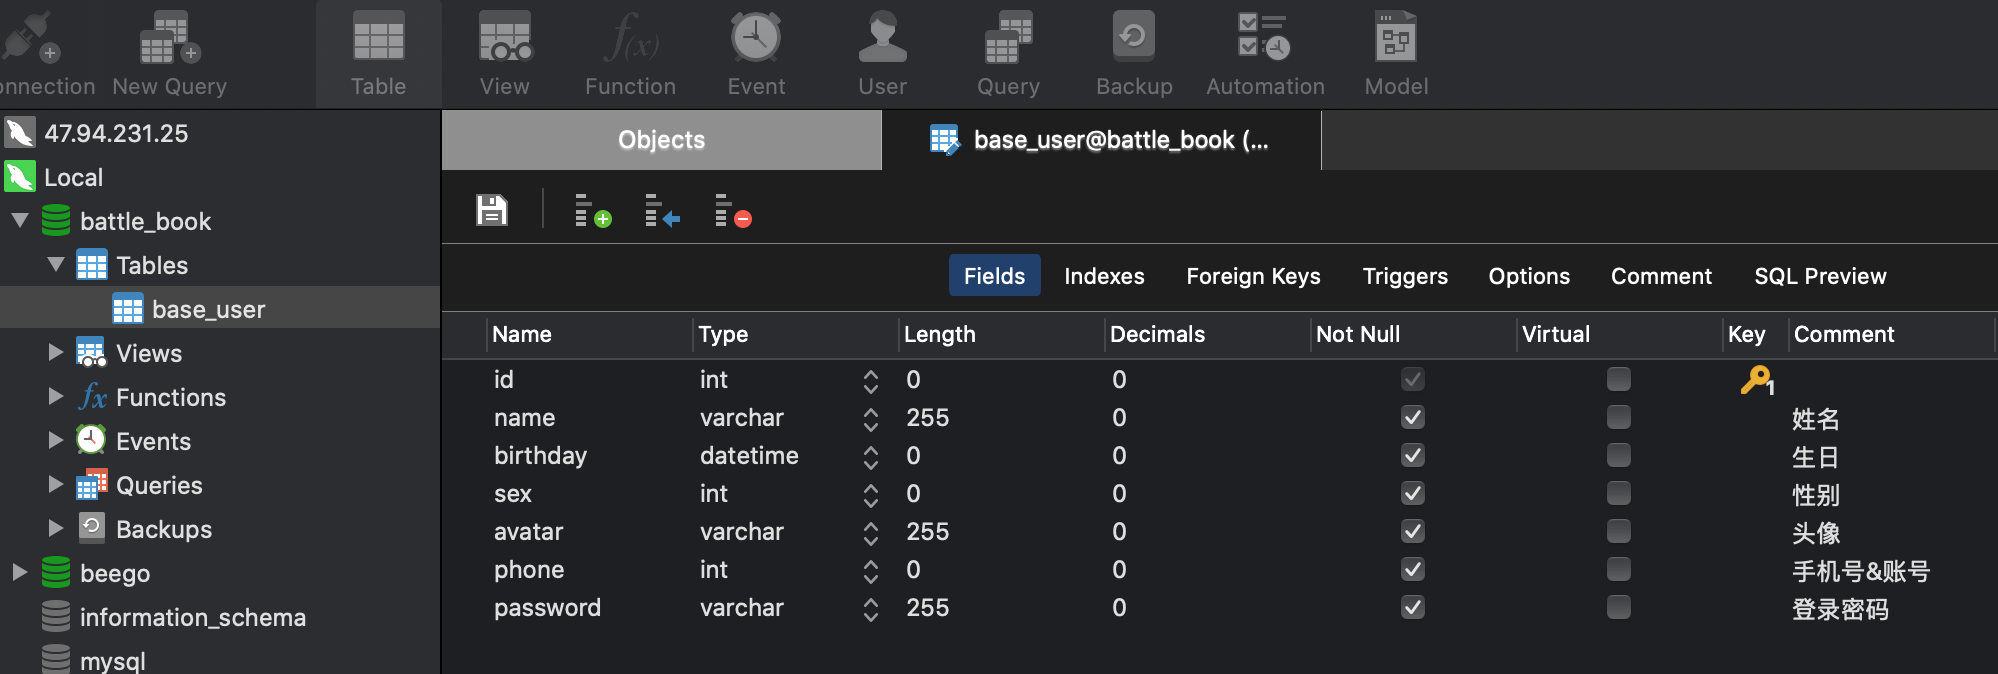 onnection New Query Table View Function Event User Query Backup Automation Model
47.94.231.25
Local
battle_book
Tables
base_user
Views
Functions
Events
Queries
Backups
beego
information_schema
mysql
Objects base_user@battle_book (...
Fields Indexes Foreign Keys Triggers Options Comment SQL Preview
Name Type Length Decimals Not Null Virtual Key Comment
id int 0 0 1
name varchar 255 0 姓名
birthday datetime 0 0 生日
sex int 0 0 性别
avatar varchar 255 0 头像
phone int 0 0 手机号&账号
password varchar 255 0 登录密码